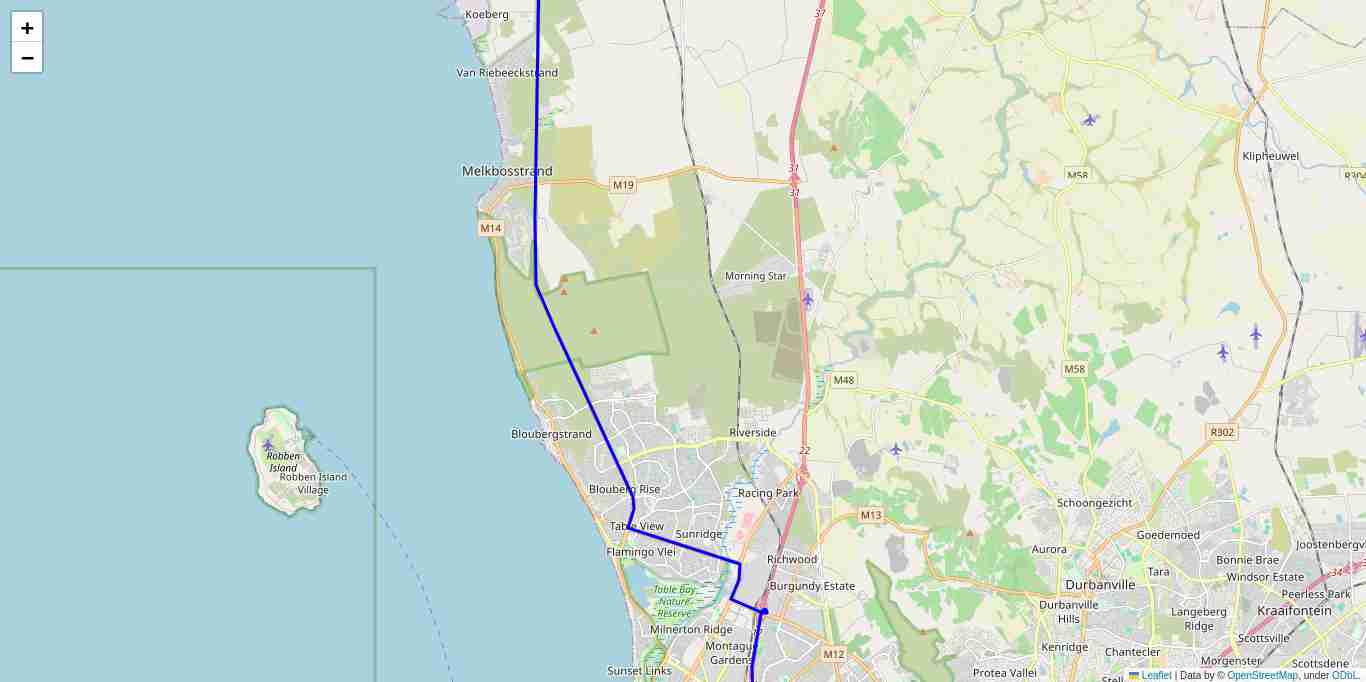 Koeberg
37
+
−
Van Riebeeckstrand
Klipheuwel
Melkbosstrand
37
M58
M19
37
M14
Morning Star
M58
M48
Riverside
R302
Bloubergstrand
22
Robben
Island
Robben Island
Village
Blouberg Rise
Racing Park
Schoongezicht
M13
Table View
Sunridge
Goedemoed
Flamingo Vlei
Aurora
Richwood
Bonnie Brae
Tara
Windsor Estate
34
Durbanville
Burgundy Estate
Table Bay
Nature
Reserve
Peerless Park
Durbanville
Hills
Langeberg
Ridge
Kraaifontein
Milnerton Ridge
Scottsville
Montague
Gardens
M12
Kenridge
Chantecler
Morgenster
Scottsdene
Sunset Links
Protea Vallei
Leaflet | Data by © OpenStreetMap, under ODbL.